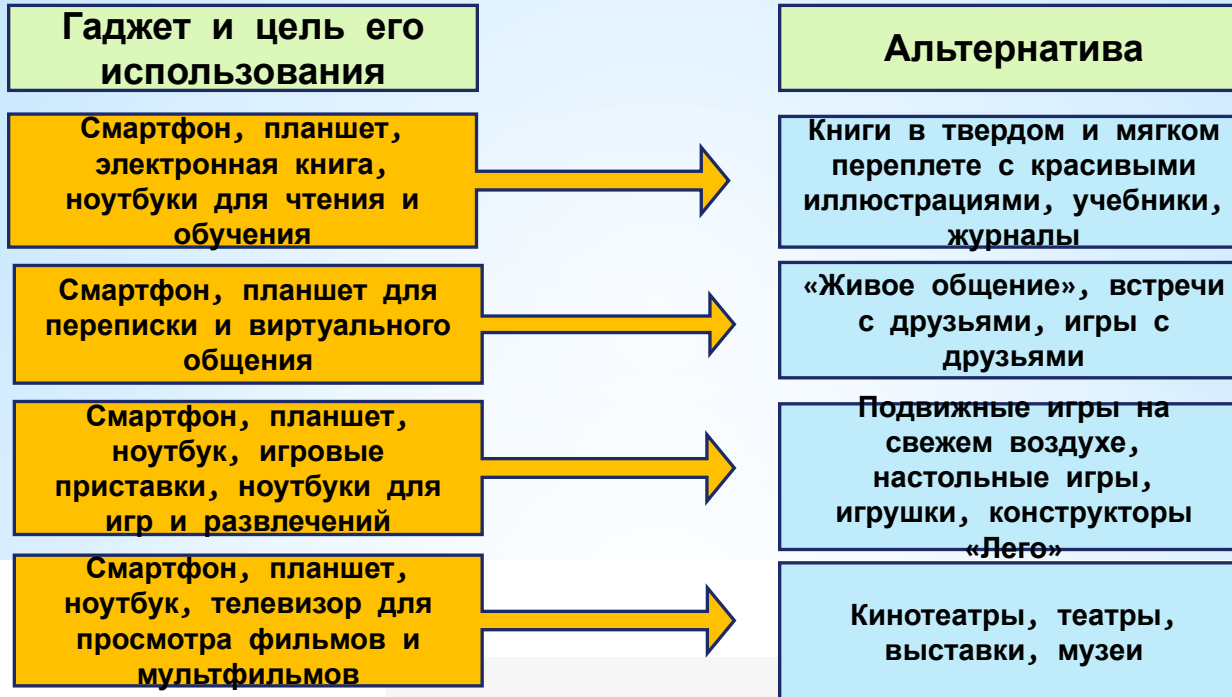 Гаджет и цель его
использования
Альтернатива
Смартфон, планшет,
электронная книга,
ноутбуки для чтения и
обучения
Книги в твердом и мягком
переплете с красивыми
иллюстрациями, учебники,
журналы
Смартфон, планшет для
переписки и виртуального
общения
«Живое общение», встречи
с друзьями, игры с
друзьями
Смартфон, планшет,
ноутбук, игровые
приставки, ноутбуки для
игр и развлечений
Подвижные игры на
свежем воздухе,
настольные игры,
игрушки, конструкторы
«Лего»
Смартфон, планшет,
ноутбук, телевизор для
просмотра фильмов и
мультфильмов
Кинотеатры, театры,
выставки, музеи